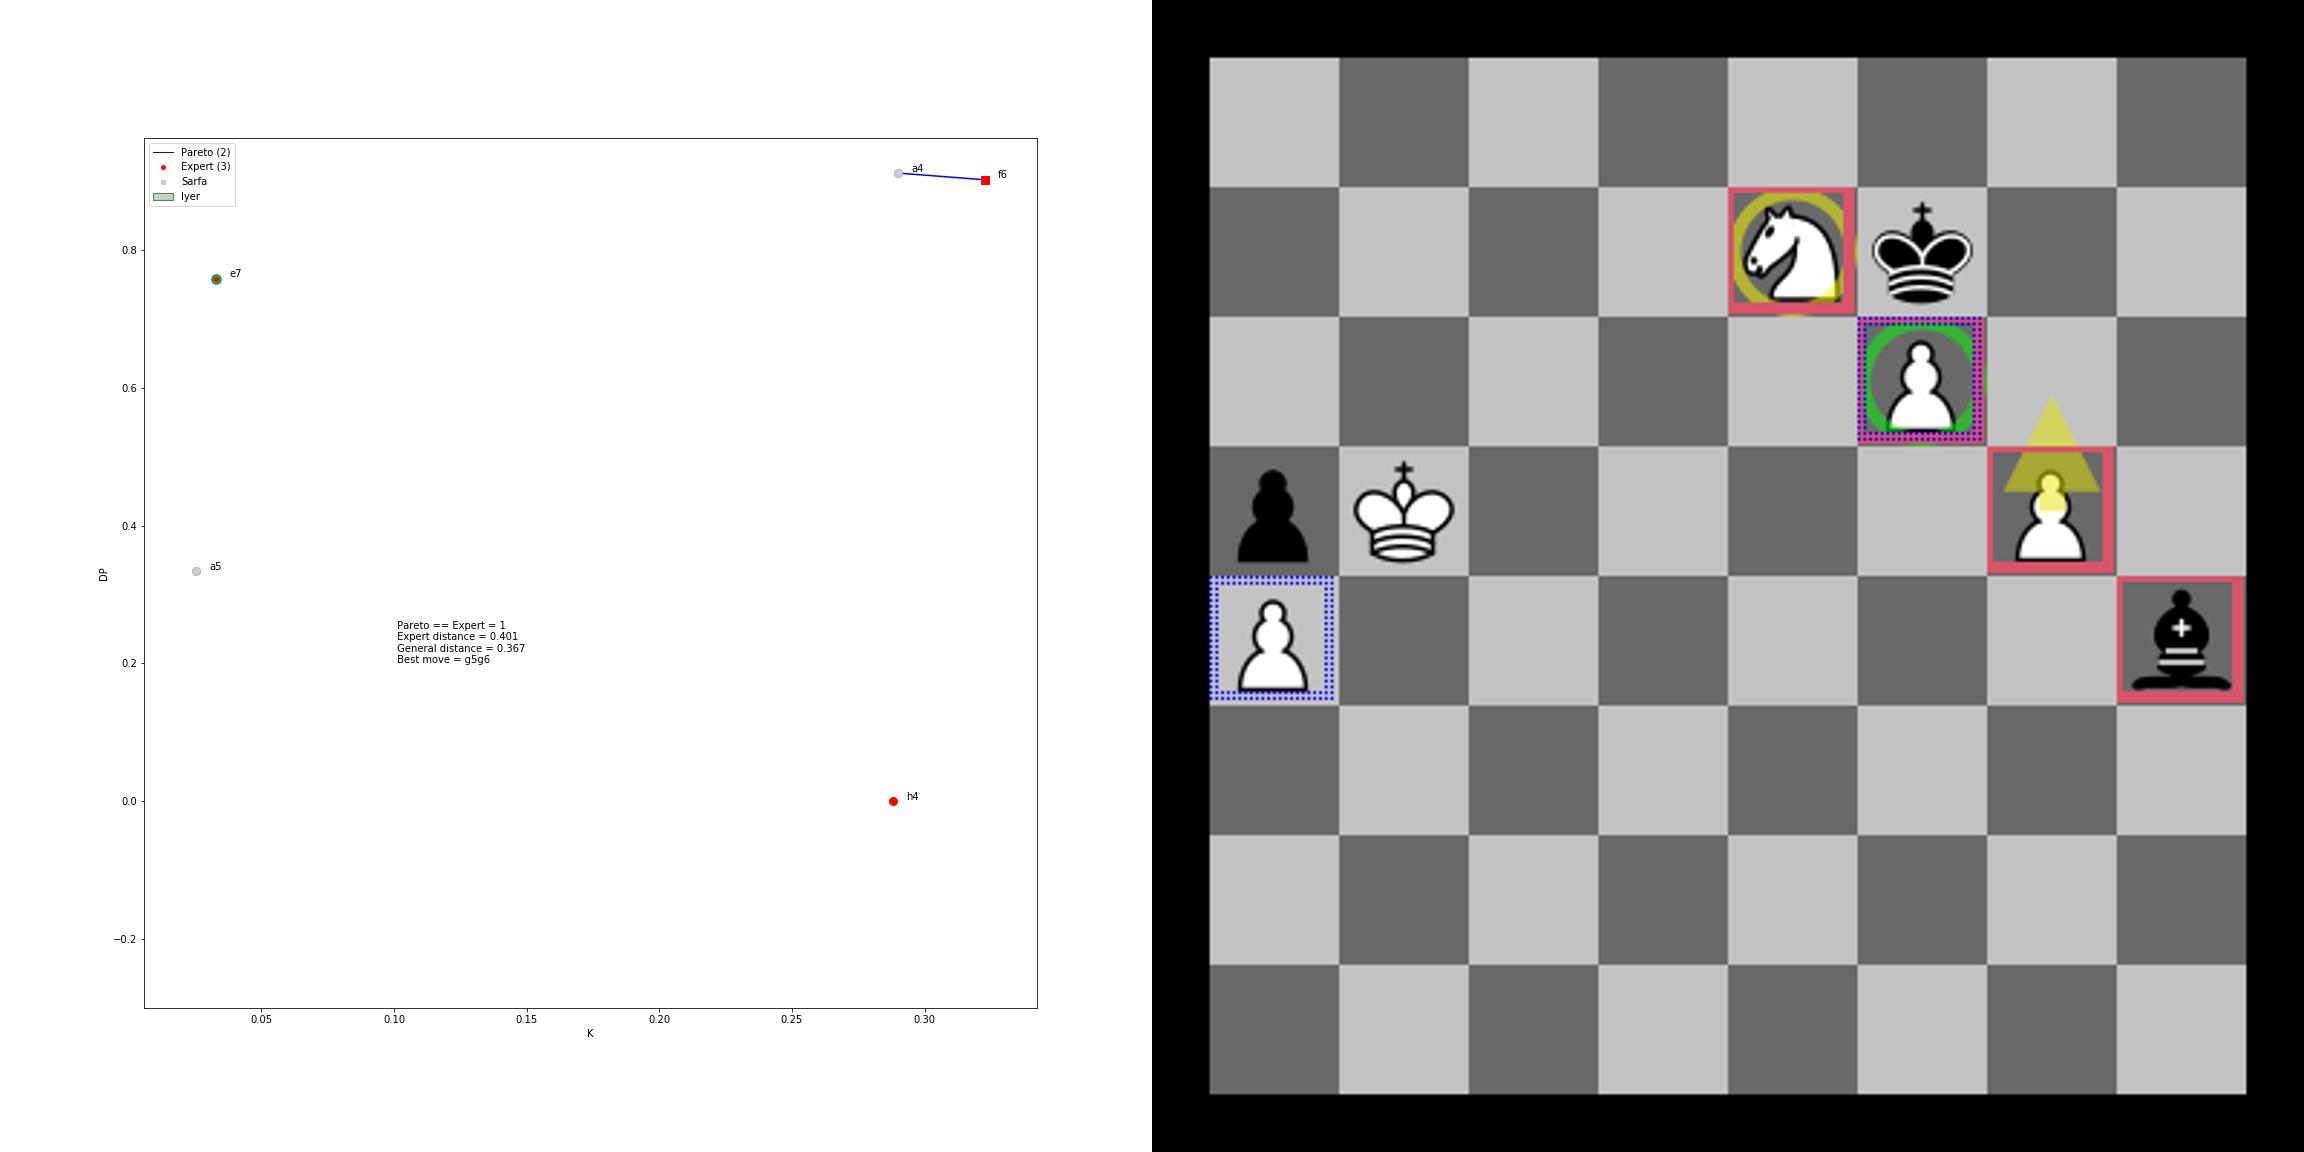 Pareto (2)
Expert (3)
Sarfa
Iyer
a4
f6
e7
a5
h4
Pareto == Expert = 1
Expert distance = 0.401
General distance = 0.367
Best move = g5g6
DP
0.8
0.6
0.4
0.2
0.0
−0.2
0.05 0.10 0.15 0.20 0.25 0.30
K